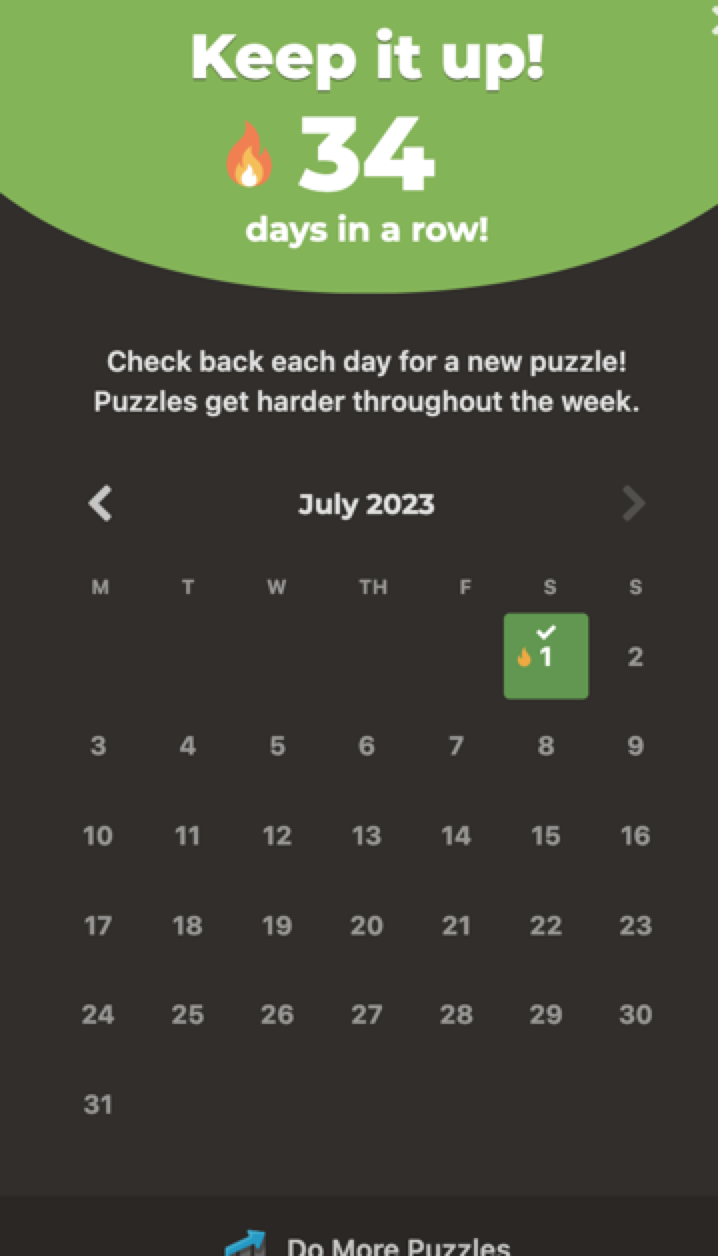 Keep it up!
34
days in a row!
Check back each day for a new puzzle!
Puzzles get harder throughout the week.
July 2023
M T W TH F S S
1 2
3 4 5 6 7 8 9
10 11 12 13 14 15 16
17 18 19 20 21 22 23
24 25 26 27 28 29 30
31
Do More Puzzles